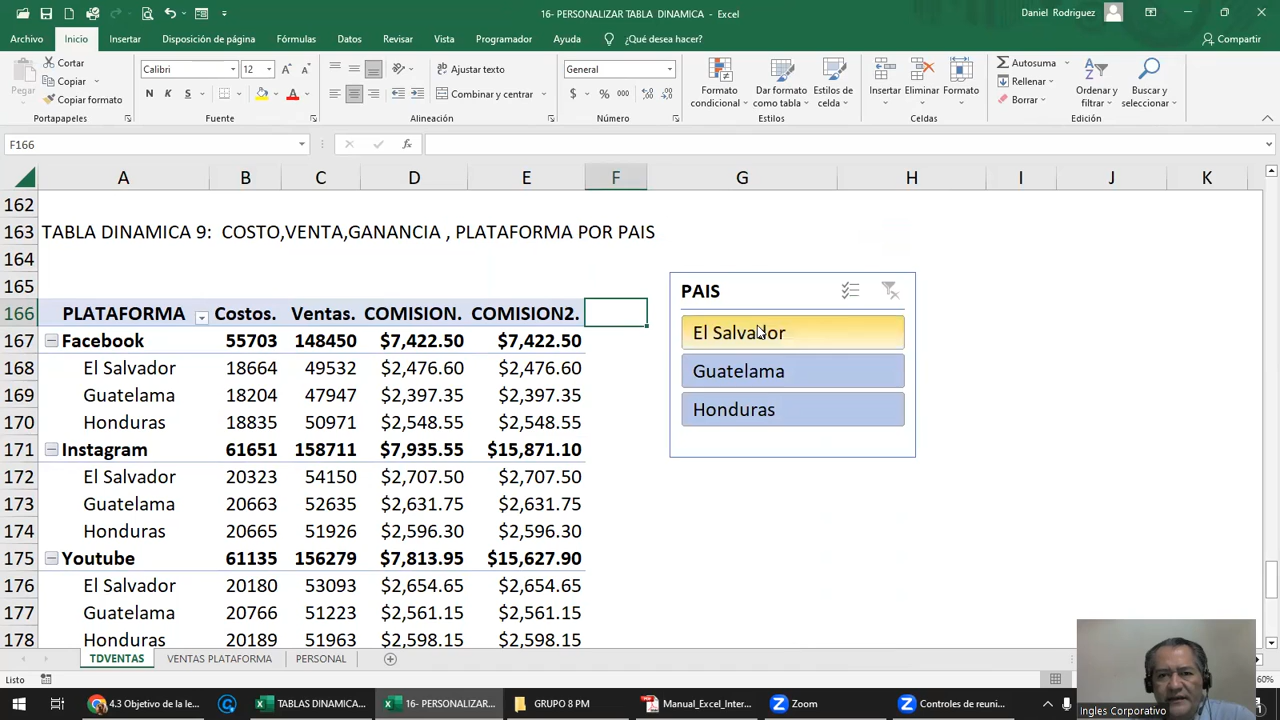 16- PERSONALIZAR TABLA DINAMICA - Excel
Daniel Rodriguez
Archivo Inicio Insertar Disposición de página Fórmulas Datos Revisar Vista Programador Ayuda ¿Qué desea hacer? Compartir
Pegar
Cortar
Copiar
Copiar formato
Calibri 12
N K S
Ajustar texto
Combinar y centrar
General
$ % 000
Formato condicional
Dar formato como tabla
Estilos de celda
Insertar Eliminar Formato
Autosuma
Rellenar
Borrar
Ordenar y filtrar
Buscar y seleccionar
Portapapeles Fuente Alineación Número Estilos Celdas Edición
F166
A B C D E F G H I J K
162
163 TABLA DINAMICA 9: COSTO,VENTA,GANANCIA , PLATAFORMA POR PAIS
164
165
166 PLATAFORMA Costos. Ventas. COMISION. COMISION2.
167 Facebook 55703 148450 $7,422.50 $7,422.50
168 El Salvador 18664 49532 $2,476.60 $2,476.60
169 Guatelama 18204 47947 $2,397.35 $2,397.35
170 Honduras 18835 50971 $2,548.55 $2,548.55
171 Instagram 61651 158711 $7,935.55 $15,871.10
172 El Salvador 20323 54150 $2,707.50 $2,707.50
173 Guatelama 20663 52635 $2,631.75 $2,631.75
174 Honduras 20665 51926 $2,596.30 $2,596.30
175 Youtube 61135 156279 $7,813.95 $15,627.90
176 El Salvador 20180 53093 $2,654.65 $2,654.65
177 Guatelama 20766 51223 $2,561.15 $2,561.15
178 Honduras 20189 51963 $2,598.15 $2,598.15
PAIS
El Salvador
Guatelama
Honduras
TDVENTAS VENTAS PLATAFORMA PERSONAL
Listo
60%
4.3 Objetivo de la le... TABLAS DINAMICA... 16- PERSONALIZAR... GRUPO 8 PM Manual_Excel_Inter... Zoom Controles de reuni...
Ingles Corporativo